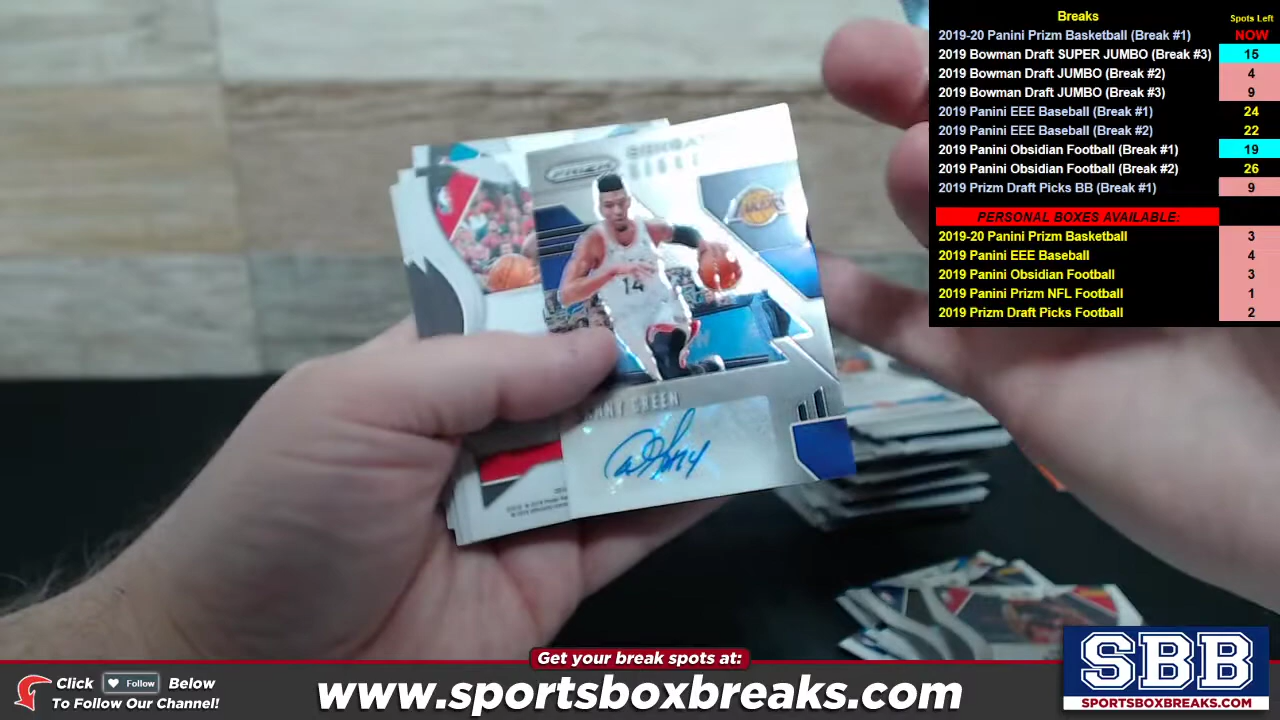 Breaks Spots Left
2019-20 Panini Prizm Basketball (Break #1) NOW
2019 Bowman Draft SUPER JUMBO (Break #3) 15
2019 Bowman Draft JUMBO (Break #2) 4
2019 Bowman Draft JUMBO (Break #3) 9
2019 Panini EEE Baseball (Break #1) 24
2019 Panini EEE Baseball (Break #2) 22
2019 Panini Obsidian Football (Break #1) 19
2019 Panini Obsidian Football (Break #2) 26
2019 Prizm Draft Picks BB (Break #1) 9
PERSONAL BOXES AVAILABLE:
2019-20 Panini Prizm Basketball 3
2019 Panini EEE Baseball 4
2019 Panini Obsidian Football 3
2019 Panini Prizm NFL Football 1
2019 Prizm Draft Picks Football 2
PRIZM
14
GREEN
Get your break spots at:
Click Follow Below
To Follow Our Channel!
www.sportsboxbreaks.com
SBB
SPORTSBOXBREAKS.COM